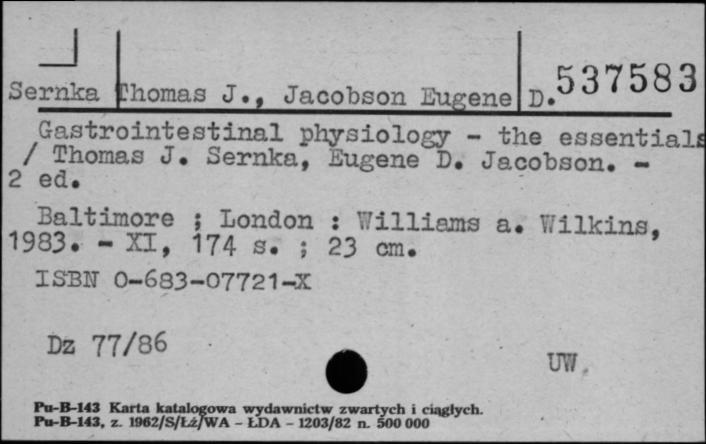 537583
Sernka Thomas J., Jacobson Eugene D.
Gastrointestinal physiology - the essentials
/ Thomas J. Sernka, Eugene D. Jacobson. -
2 ed.
Baltimore ; London : Williams a. Wilkins,
1983. - XI, 174 s. ; 23 cm.
ISBN 0-683-07721-X
Dz 77/86
UW.
Pu-B-143 Karta katalogowa wydawnictw zwartych i ciągłych.
Pu-B-143, z. 1962/S/Łż/WA - ŁDA - 1203/82 n. 500 000